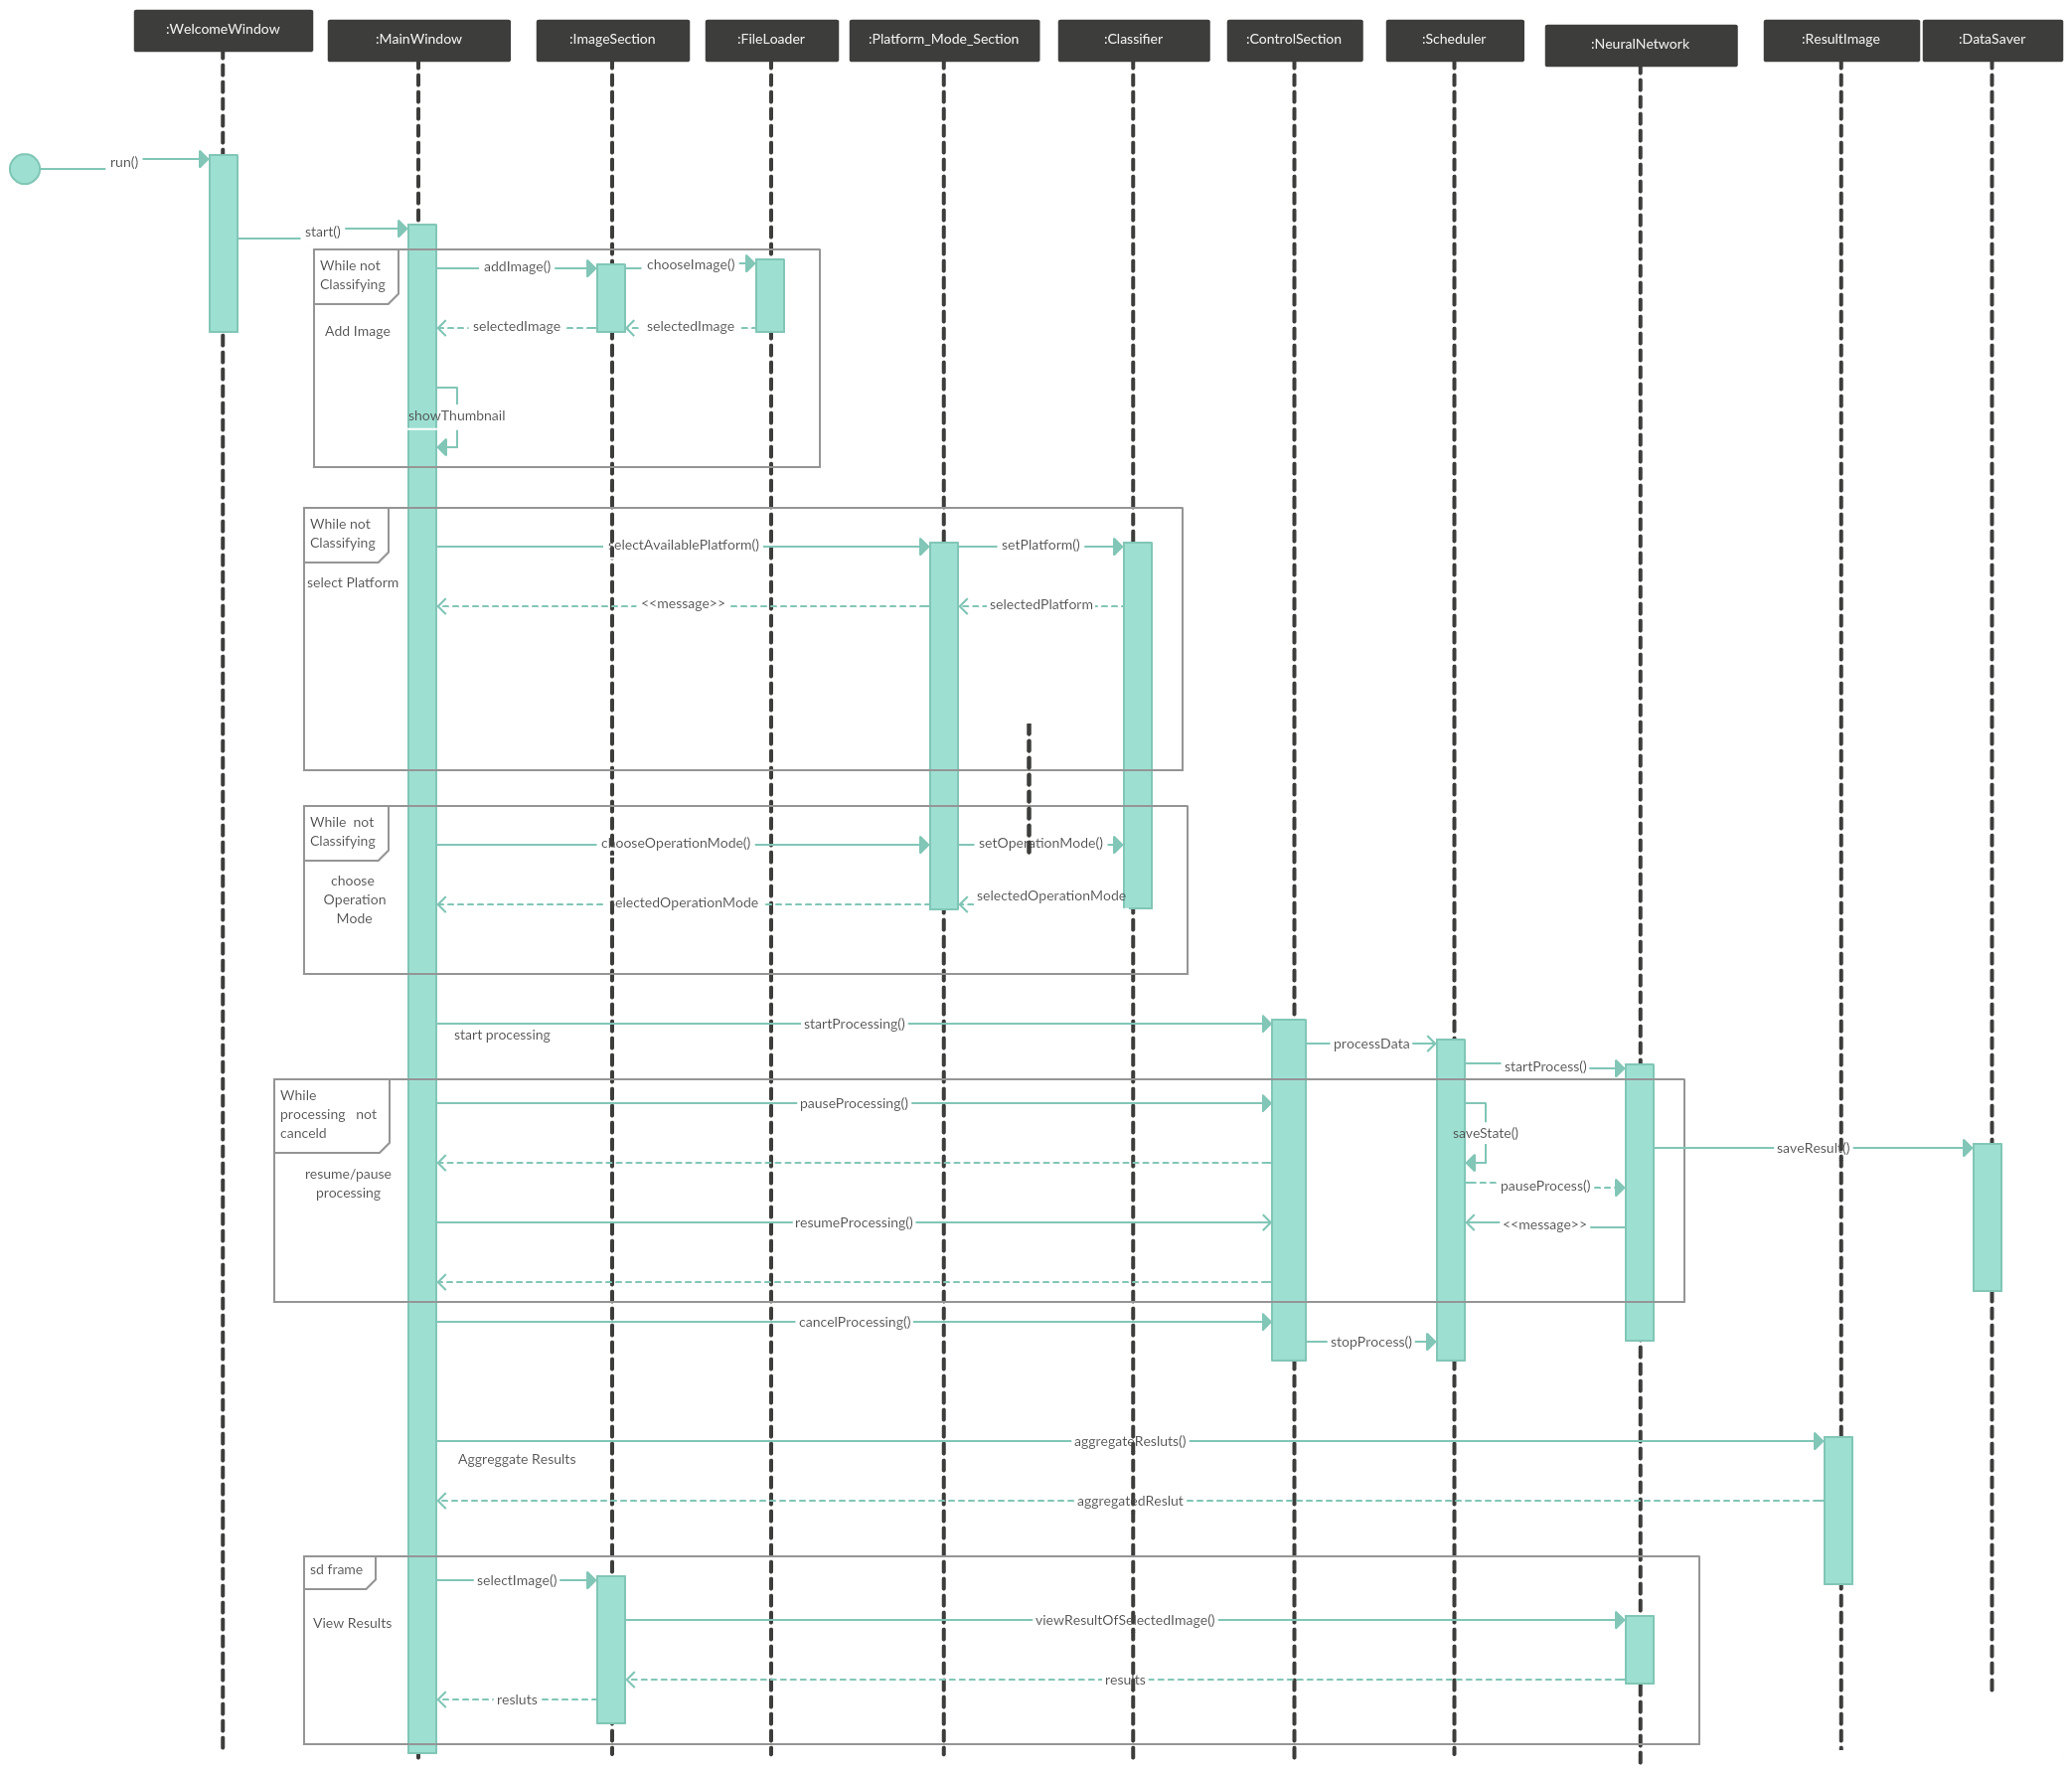 :WelcomeWindow
:MainWindow
:ImageSection
:FileLoader
:Platform_Mode_Section
:Classifier
:ControlSection
:Scheduler
:NeuralNetwork
:ResultImage
:DataSaver
run()
start()
While not
Classifying
addImage()
chooseImage()
Add Image
selectedImage
selectedImage
showThumbnail
While not
Classifying
selectAvailablePlatform()
setPlatform()
select Platform
<<message>>
selectedPlatform
While  not
Classifying
chooseOperationMode()
setOperationMode()
choose
Operation
Mode
selectedOperationMode
selectedOperationMode
startProcessing()
start processing
processData
startProcess()
While
processing   not
canceld
pauseProcessing()
saveState()
saveResult()
resume/pause
processing
pauseProcess()
resumeProcessing()
<<message>>
cancelProcessing()
stopProcess()
aggregateResluts()
Aggreggate Results
aggregatedReslut
sd frame
selectImage()
View Results
viewResultOfSelectedImage()
results
resluts